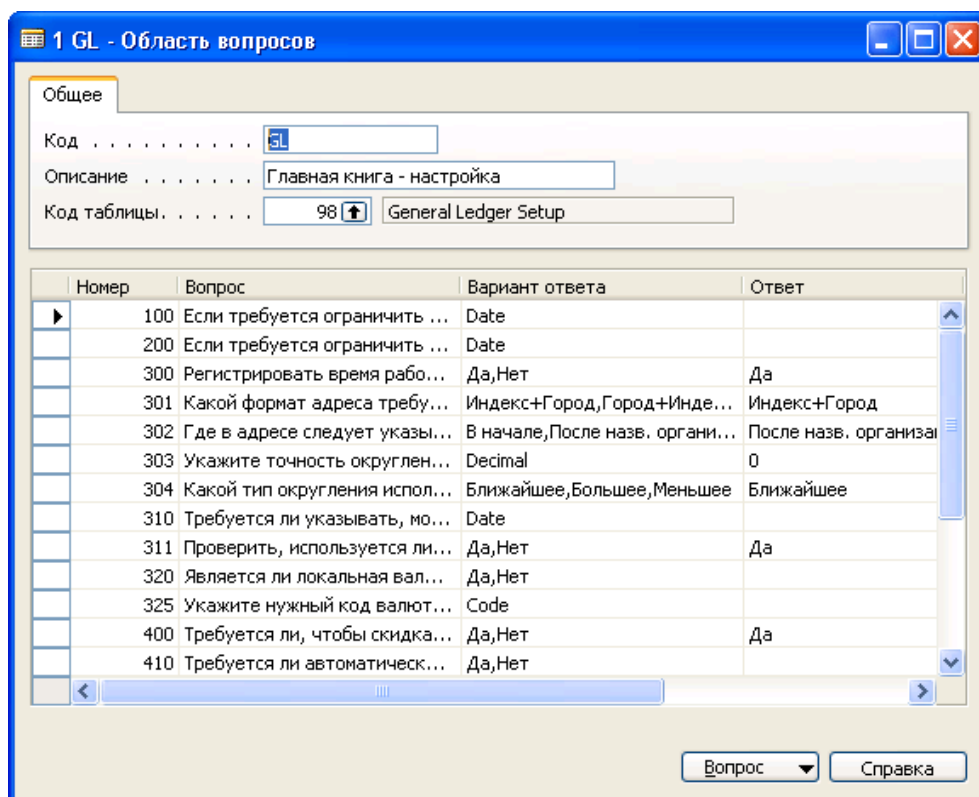 1 GL - Область вопросов
Общее
Код . . . . . . . . . . GL
Описание . . . . . . . Главная книга - настройка
Код таблицы. . . . . . 98 General Ledger Setup
Номер Вопрос Вариант ответа Ответ
100 Если требуется ограничить ... Date
200 Если требуется ограничить ... Date
300 Регистрировать время рабо... Да,Нет Да
301 Какой формат адреса требу... Индекс+Город,Город+Инде... Индекс+Город
302 Где в адресе следует указы... В начале,После назв. органи... После назв. организа
303 Укажите точность округлен... Decimal 0
304 Какой тип округления испол... Ближайшее,Большее,Меньшее Ближайшее
310 Требуется ли указывать, мо... Date
311 Проверить, используется ли... Да,Нет Да
320 Является ли локальная вал... Да,Нет
325 Укажите нужный код валют... Code
400 Требуется ли, чтобы скидка... Да,Нет Да
410 Требуется ли автоматическ... Да,Нет
Вопрос Справка